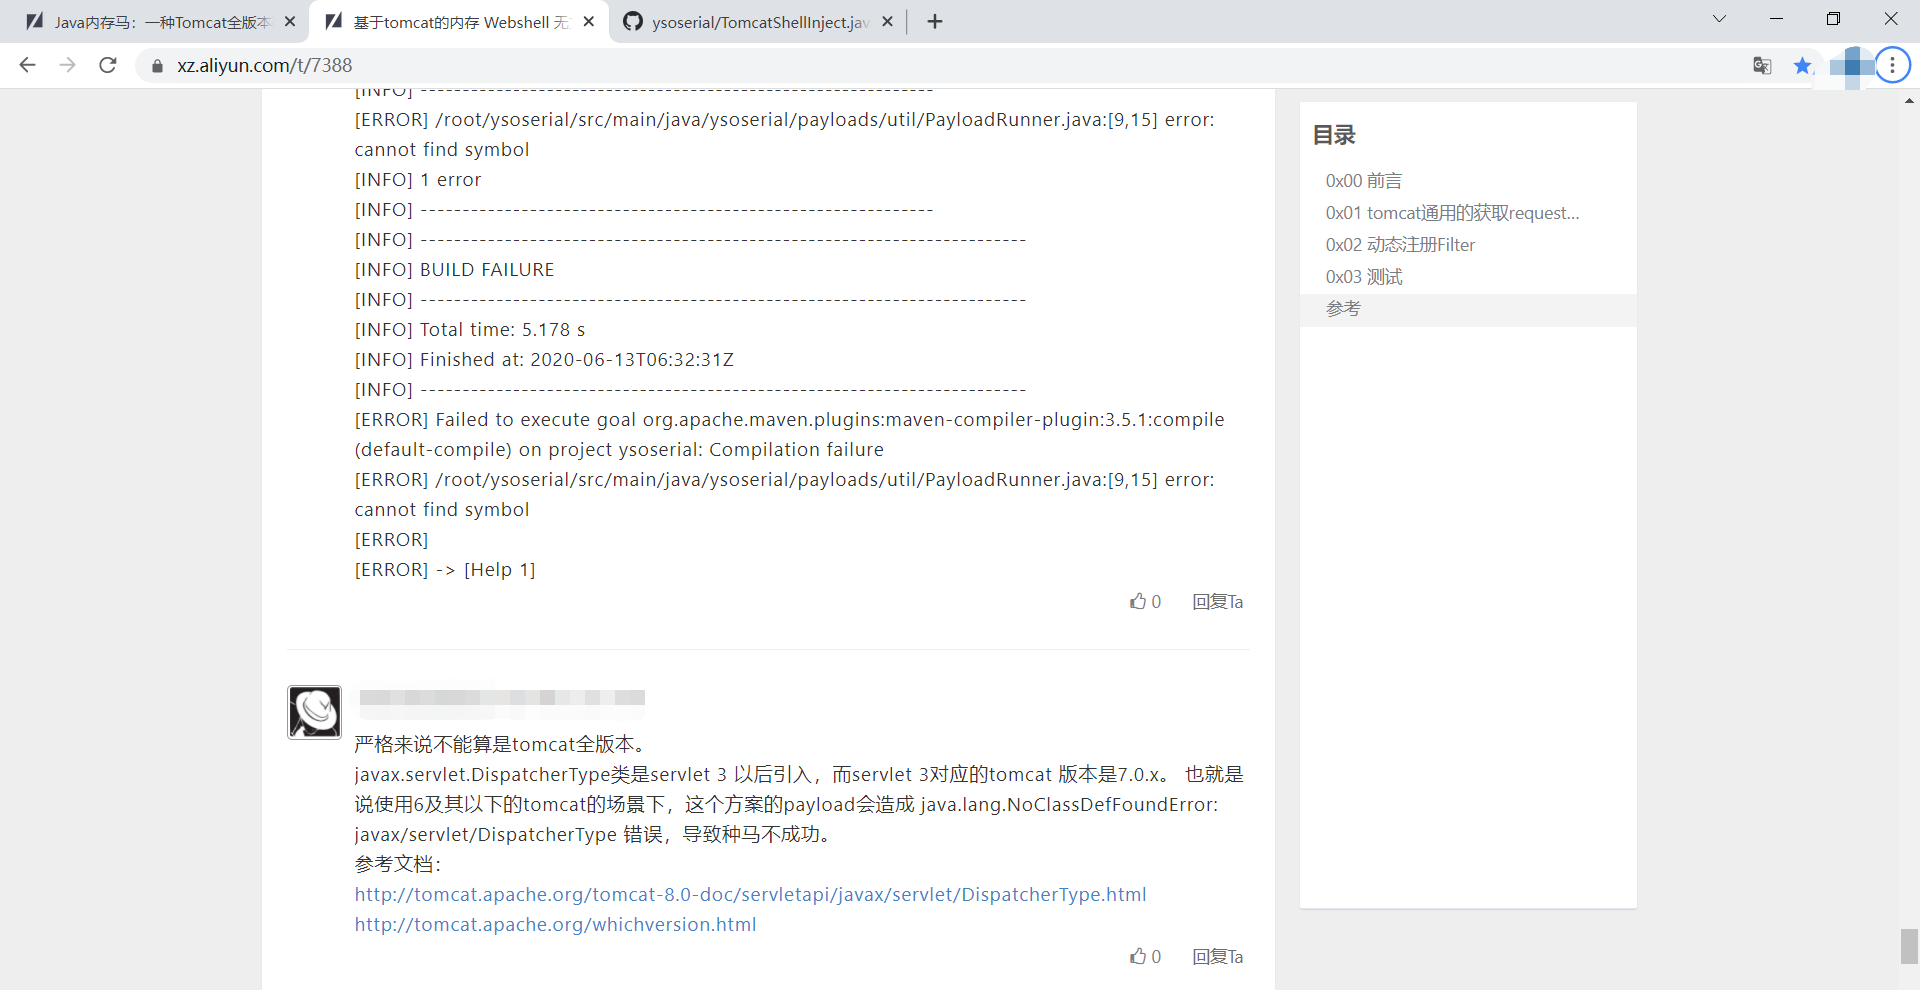 Java内存马：一种Tomcat全版本
基于tomcat的内存 Webshell 无
ysoserial/TomcatShellInject.jav
xz.aliyun.com/t/7388
[INFO] -------------------------------------------------------------
[ERROR] /root/ysoserial/src/main/java/ysoserial/payloads/util/PayloadRunner.java:[9,15] error:
cannot find symbol
[INFO] 1 error
[INFO] -------------------------------------------------------------
[INFO] ------------------------------------------------------------------------
[INFO] BUILD FAILURE
[INFO] ------------------------------------------------------------------------
[INFO] Total time: 5.178 s
[INFO] Finished at: 2020-06-13T06:32:31Z
[INFO] ------------------------------------------------------------------------
[ERROR] Failed to execute goal org.apache.maven.plugins:maven-compiler-plugin:3.5.1:compile
(default-compile) on project ysoserial: Compilation failure
[ERROR] /root/ysoserial/src/main/java/ysoserial/payloads/util/PayloadRunner.java:[9,15] error:
cannot find symbol
[ERROR]
[ERROR] -> [Help 1]
0 回复Ta
严格来说不能算是tomcat全版本。
javax.servlet.DispatcherType类是servlet 3 以后引入，而servlet 3对应的tomcat 版本是7.0.x。 也就是
说使用6及其以下的tomcat的场景下，这个方案的payload会造成 java.lang.NoClassDefFoundError:
javax/servlet/DispatcherType 错误，导致种马不成功。
参考文档：
http://tomcat.apache.org/tomcat-8.0-doc/servletapi/javax/servlet/DispatcherType.html
http://tomcat.apache.org/whichversion.html
0 回复Ta
目录
0x00 前言
0x01 tomcat通用的获取request...
0x02 动态注册Filter
0x03 测试
参考